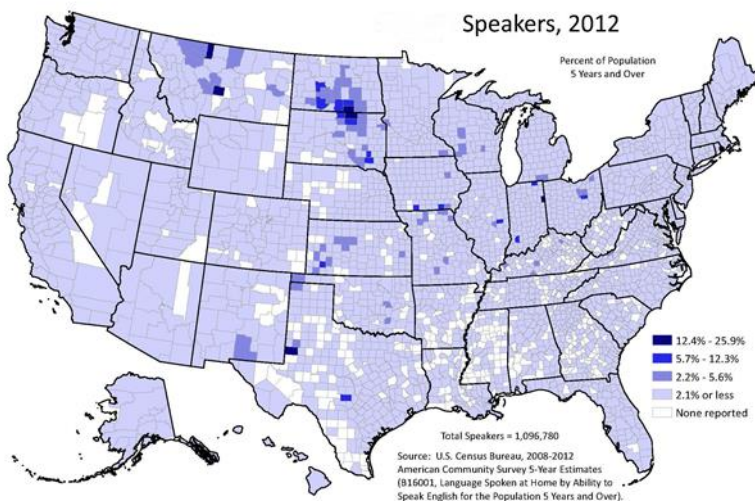 Speakers, 2012
Percent of Population
5 Years and Over
12.4% - 25.9%
5.7% - 12.3%
2.2% - 5.6%
2.1% or less
None reported
Total Speakers = 1,096,780
Source:  U.S. Census Bureau, 2008-2012
American Community Survey 5-Year Estimates
(B16001, Language Spoken at Home by Ability to
Speak English for the Population 5 Years and Over).